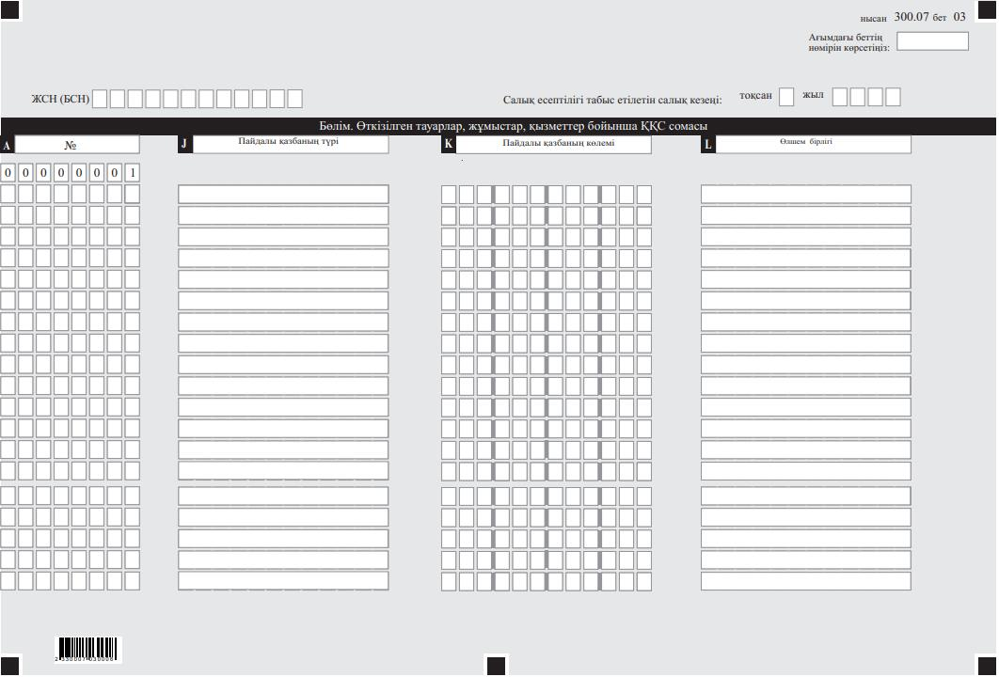 нысан 300.07 бет 03
Ағымдағы беттің
нөмірін көрсетіңіз:
ЖСН (БСН)
Салық есептілігі табыс етілетін салық кезеңі: тоқсан жыл
Бөлім. Өткізілген тауарлар, жұмыстар, қызметтер бойынша ҚҚС сомасы
A № J Пайдалы қазбаның түрі K Пайдалы қазбаның көлемі L Өлшем бірлігі
0 0 0 0 0 0 0 1